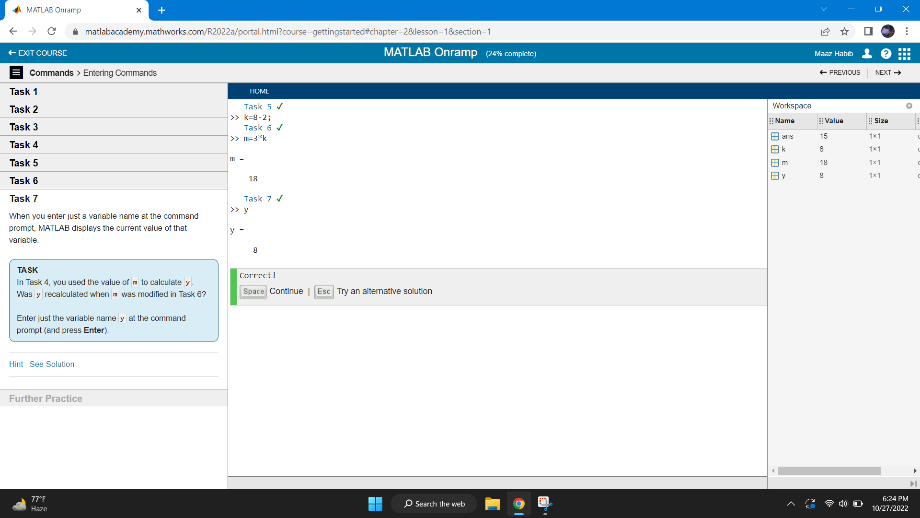 MATLAB Onramp
matlabacademy.mathworks.com/R2022a/portal.html?course=gettingstarted#chapter=2&lesson=1&section=1
EXIT COURSE
MATLAB Onramp (24% complete)
Maaz Habib
Commands > Entering Commands
PREVIOUS
NEXT
Task 1
Task 2
Task 3
Task 4
Task 5
Task 6
Task 7
When you enter just a variable name at the command
prompt, MATLAB displays the current value of that
variable.
TASK
In Task 4, you used the value of m to calculate y.
Was y recalculated when m was modified in Task 6?
Enter just the variable name y at the command
prompt (and press Enter).
Hint See Solution
Further Practice
HOME
Task 5 ✓
>> k=8-2;
Task 6 ✓
>> m=3*k
m =
18
Task 7 ✓
>> y
y =
8
Correct!
Space Continue | Esc Try an alternative solution
Workspace
Name Value Size
ans 15 1×1
k 6 1×1
m 18 1×1
y 8 1×1
77°F
Haze
Search the web
6:24 PM
10/27/2022